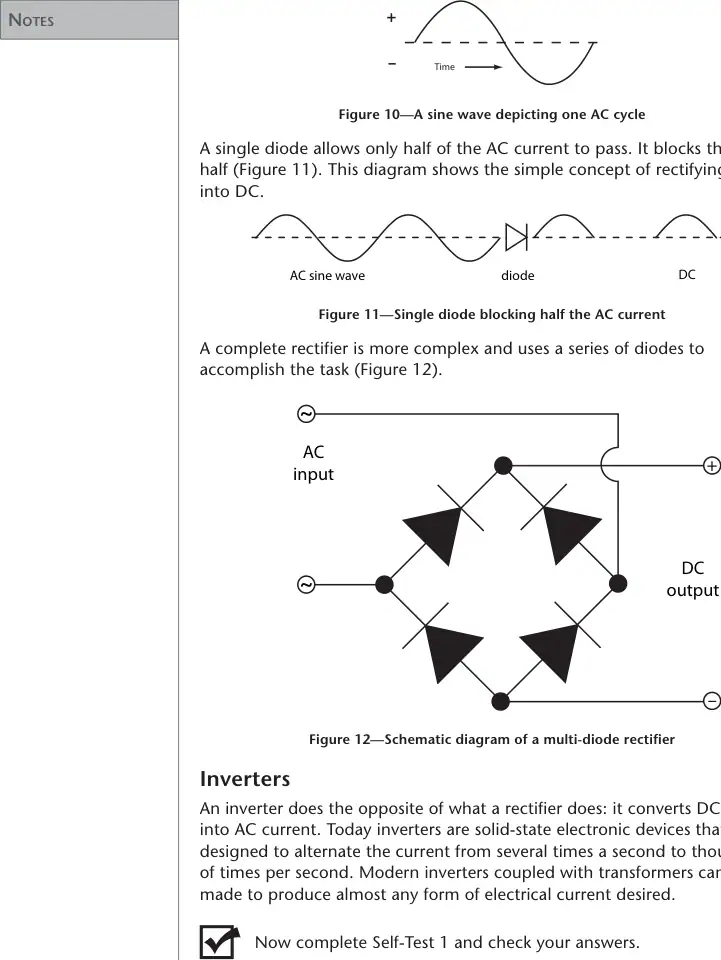 NOTES
+
–
Time
Figure 10—A sine wave depicting one AC cycle
A single diode allows only half of the AC current to pass. It blocks th
half (Figure 11). This diagram shows the simple concept of rectifying
into DC.
AC sine wave
diode
DC
Figure 11—Single diode blocking half the AC current
A complete rectifier is more complex and uses a series of diodes to
accomplish the task (Figure 12).
~
AC
input
+
~
DC
output
–
Figure 12—Schematic diagram of a multi-diode rectifier
Inverters
An inverter does the opposite of what a rectifier does: it converts DC
into AC current. Today inverters are solid-state electronic devices tha
designed to alternate the current from several times a second to thou
of times per second. Modern inverters coupled with transformers can
made to produce almost any form of electrical current desired.
Now complete Self-Test 1 and check your answers.